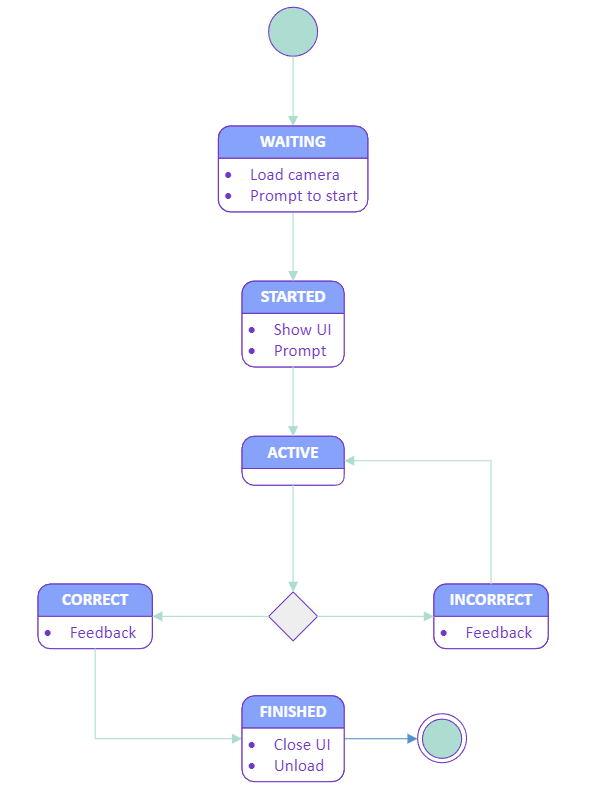 WAITING
• Load camera
• Prompt to start
STARTED
• Show UI
• Prompt
ACTIVE
CORRECT
• Feedback
INCORRECT
• Feedback
FINISHED
• Close UI
• Unload